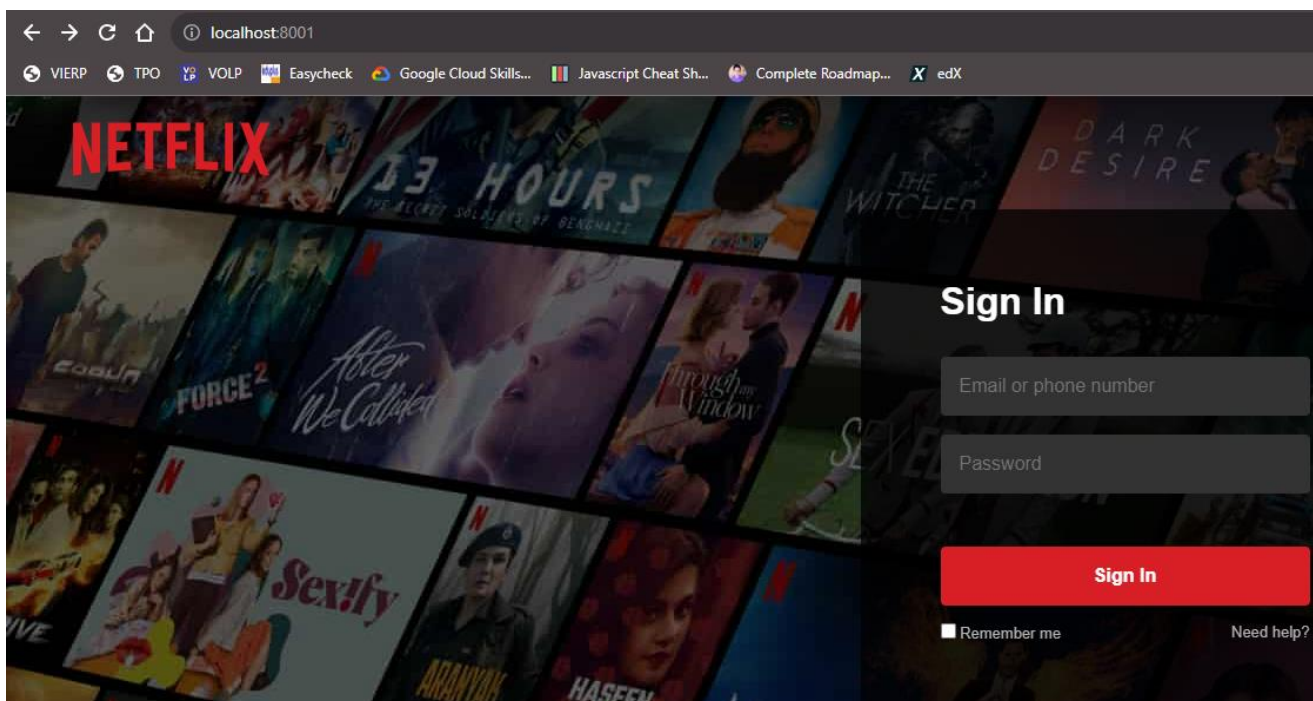 localhost:8001
VIERP TPO VOLP Easycheck Google Cloud Skills... Javascript Cheat Sh... Complete Roadmap... edX
NETFLIX
13 HOURS
THE SECRET SOLDIERS OF BENGHAZI
THE WITCHER
DARK DESIRE
Sign In
FORCE 2
After We Collided
Through my Window
Email or phone number
Password
Sex!fy
Sign In
Remember me Need help?
ARANYAM
HASEEN